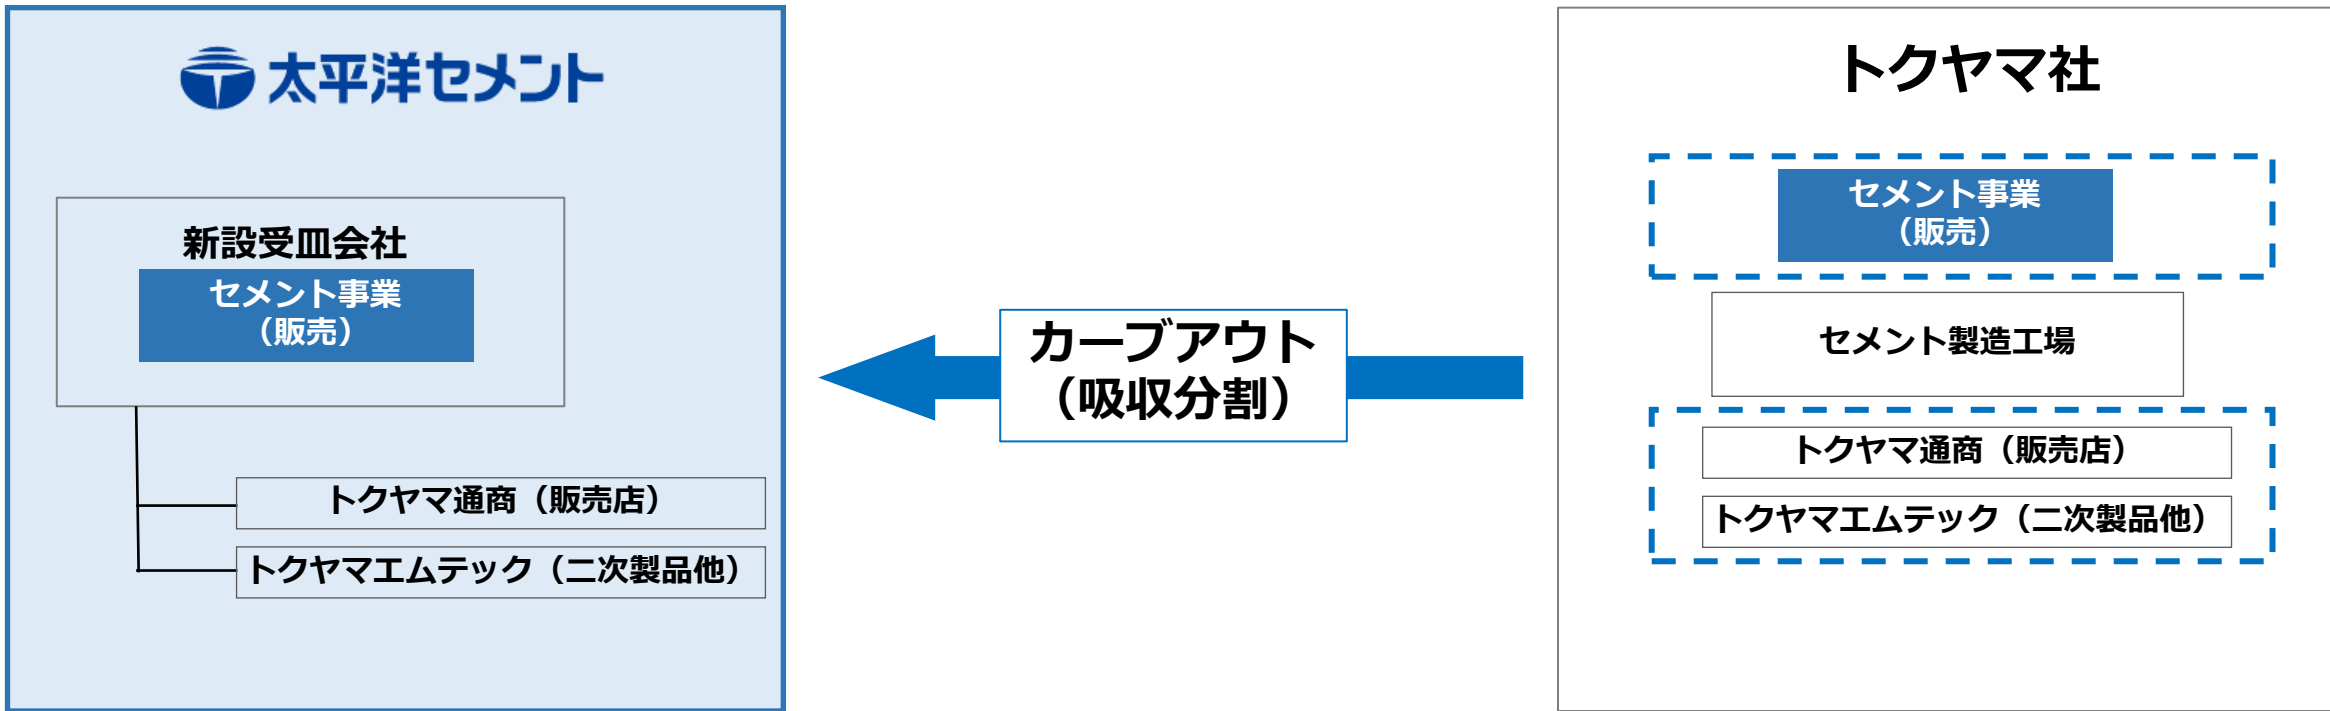 太平洋セメント
新設受皿会社
セメント事業
（販売）
トクヤマ通商（販売店）
トクヤマエムテック（二次製品他）
カーブアウト
（吸収分割）
トクヤマ社
セメント事業
（販売）
セメント製造工場
トクヤマ通商（販売店）
トクヤマエムテック（二次製品他）